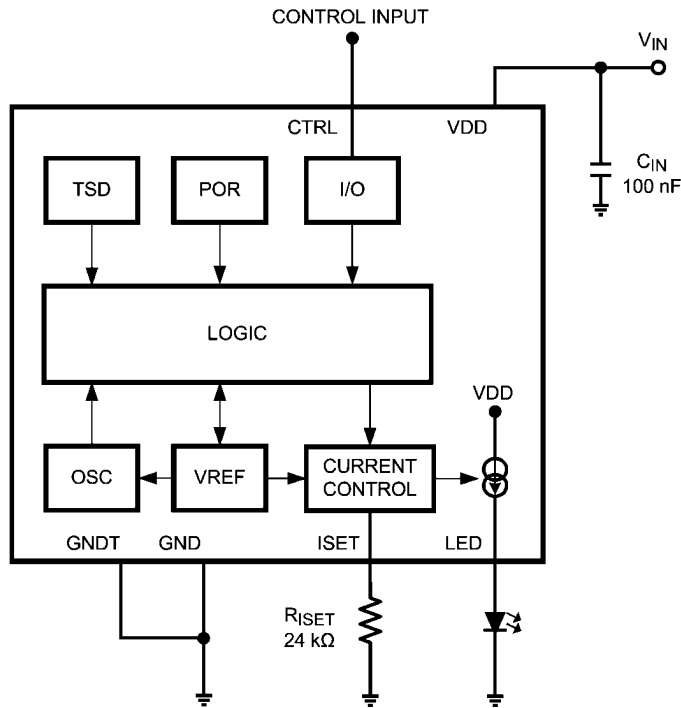 CONTROL INPUT
VIN
CTRL
VDD
CIN
100 nF
TSD
POR
I/O
LOGIC
VDD
OSC
VREF
CURRENT
CONTROL
GNDT
GND
ISET
LED
RISET
24 kΩ